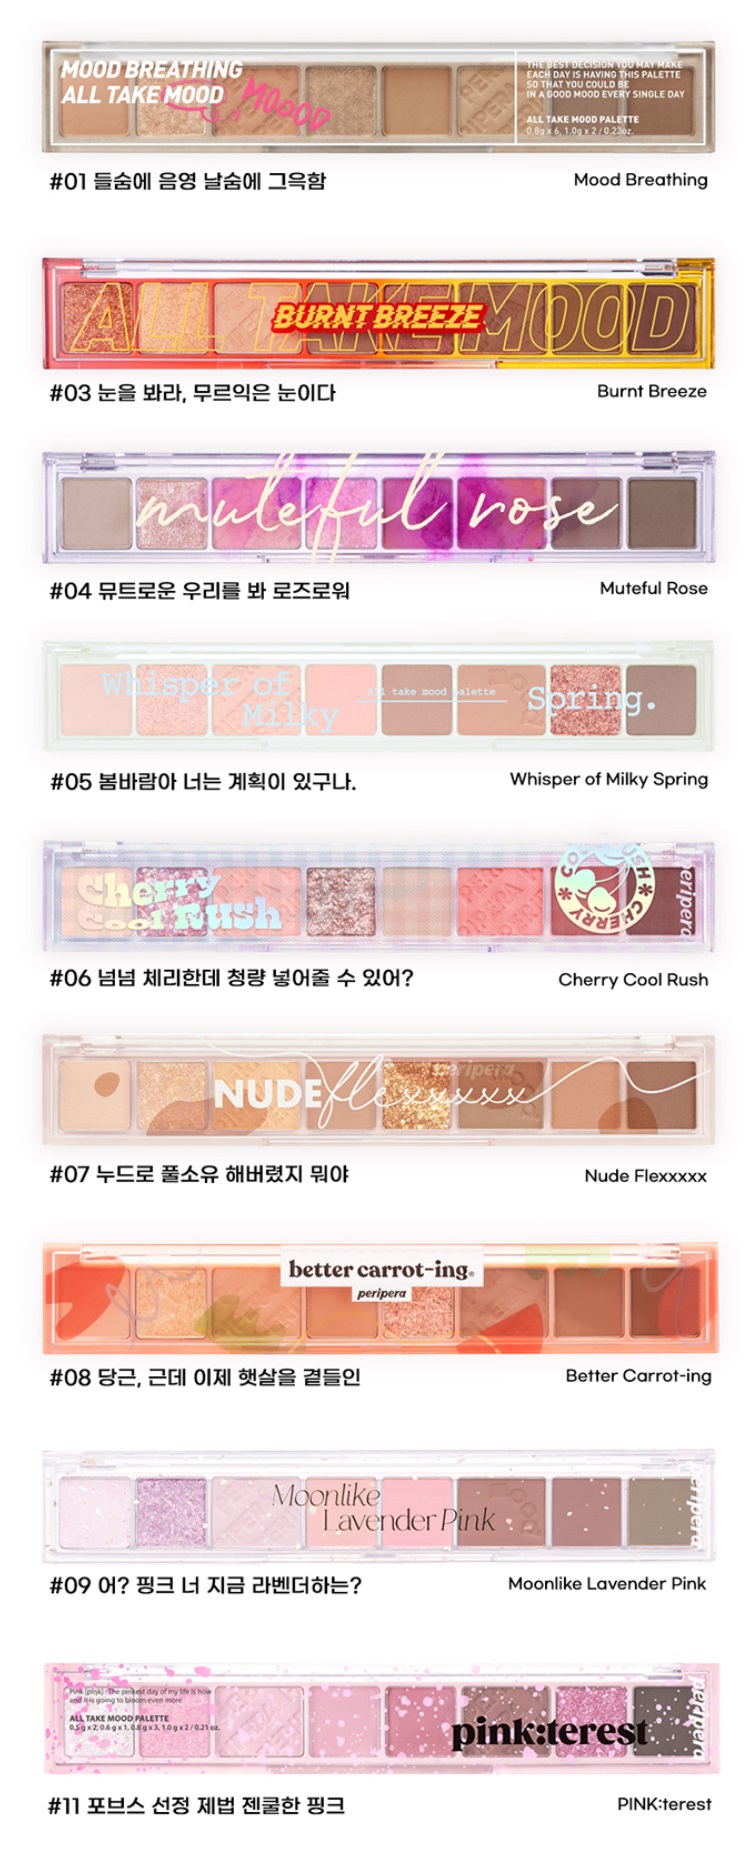 MOOD BREATHING
ALL TAKE MOOD
MOOOD
THE BEST DECISION YOU MAY MAKE
EACH DAY IS HAVING THIS PALETTE
SO THAT YOU COULD BE
IN A GOOD MOOD EVERY SINGLE DAY
ALL TAKE MOOD PALETTE
0.8g x 6, 1.0g x 2 / 0.23oz.
#01 들숨에 음영 날숨에 그윽함
Mood Breathing
ALL TAKE MOOD
BURNT BREEZE
#03 눈을 봐라, 무르익은 눈이다
Burnt Breeze
muteful rose
#04 뮤트로운 우리를 봐 로즈로워
Muteful Rose
Whisper of
Milky
All take mood palette
Spring.
#05 봄바람아 너는 계획이 있구나.
Whisper of Milky Spring
Cherry
Cool Rush
CHERRY
peripera
#06 넘넘 체리한데 청량 넣어줄 수 있어?
Cherry Cool Rush
peripera
NUDE flexxxxx
#07 누드로 풀소유 해버렸지 뭐야
Nude Flexxxxx
better carrot-ing®
peripera
#08 당근, 근데 이제 햇살을 곁들인
Better Carrot-ing
Moonlike
Lavender Pink
peripera
#09 어? 핑크 너 지금 라벤더하는?
Moonlike Lavender Pink
Pink [piŋk] : The pinkest day of my life is now
and it is going to bloom even more
ALL TAKE MOOD PALETTE
0.5 g x 2, 0.6 g x 1, 0.8 g x 3, 1.0 g x 2 / 0.21 oz.
pink:terest
peripera
#11 포브스 선정 제법 젠쿨한 핑크
PINK:terest